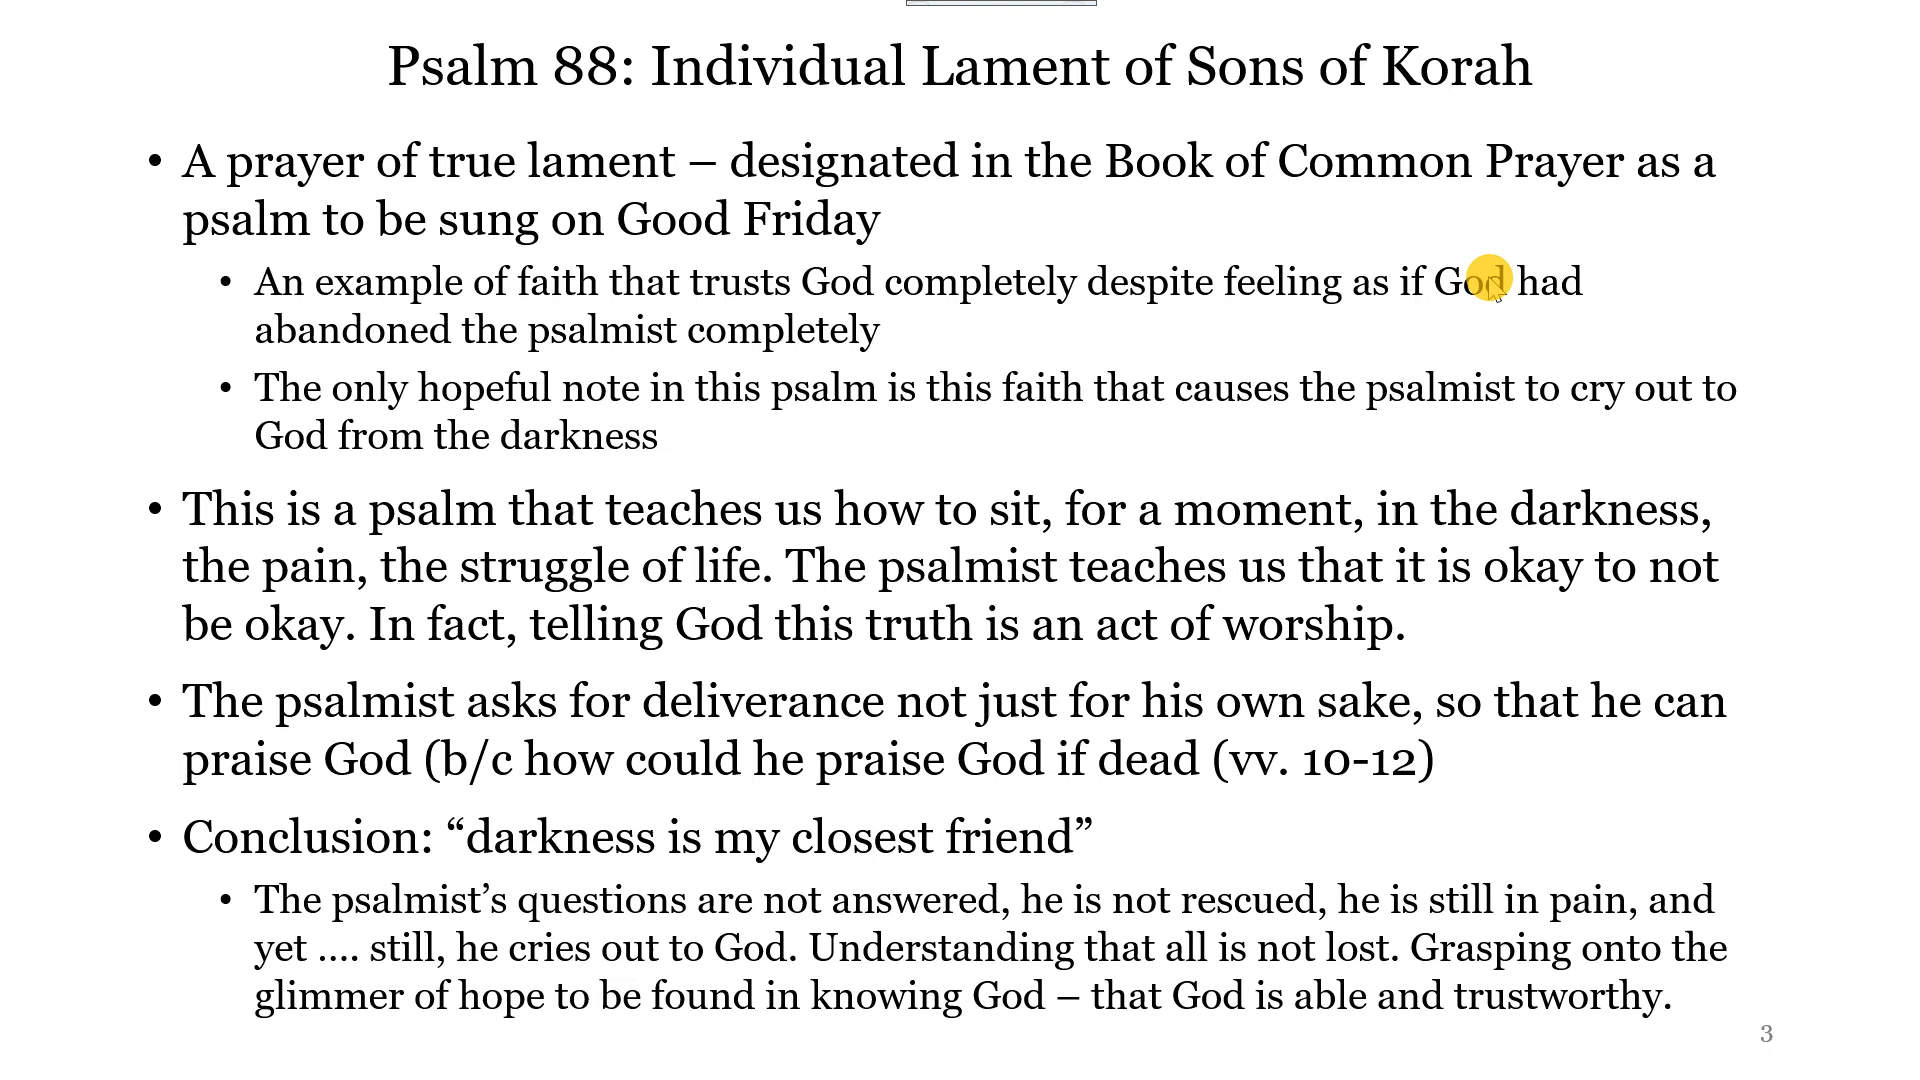 Psalm 88: Individual Lament of Sons of Korah
• A prayer of true lament – designated in the Book of Common Prayer as a
psalm to be sung on Good Friday
• An example of faith that trusts God completely despite feeling as if God had
abandoned the psalmist completely
• The only hopeful note in this psalm is this faith that causes the psalmist to cry out to
God from the darkness
• This is a psalm that teaches us how to sit, for a moment, in the darkness,
the pain, the struggle of life. The psalmist teaches us that it is okay to not
be okay. In fact, telling God this truth is an act of worship.
• The psalmist asks for deliverance not just for his own sake, so that he can
praise God (b/c how could he praise God if dead (vv. 10-12)
• Conclusion: “darkness is my closest friend”
• The psalmist’s questions are not answered, he is not rescued, he is still in pain, and
yet …. still, he cries out to God. Understanding that all is not lost. Grasping onto the
glimmer of hope to be found in knowing God – that God is able and trustworthy.
3